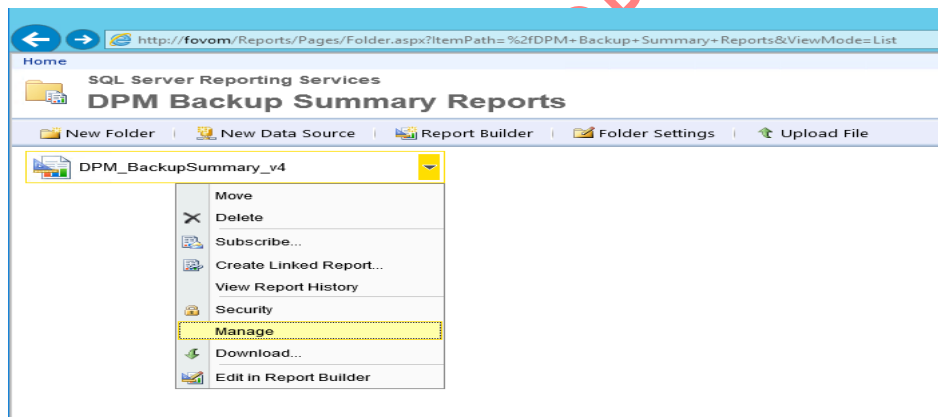 http://fovom/Reports/Pages/Folder.aspx?ItemPath=%2fDPM+Backup+Summary+Reports&ViewMode=List
Home
SQL Server Reporting Services
DPM Backup Summary Reports
New Folder | New Data Source | Report Builder | Folder Settings | Upload File
DPM_BackupSummary_v4
Move
Delete
Subscribe...
Create Linked Report...
View Report History
Security
Manage
Download...
Edit in Report Builder